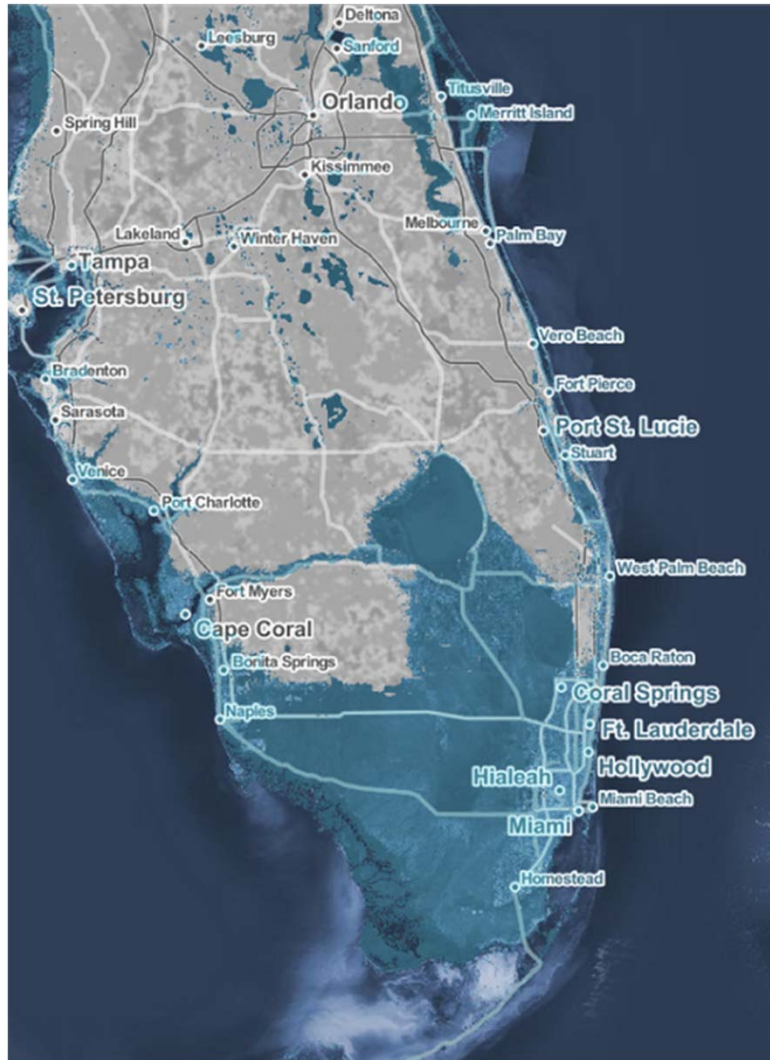 Deltona
Leesburg
Sanford
Titusville
Orlando
Merritt Island
Spring Hill
Kissimmee
Melbourne
Lakeland
Winter Haven
Palm Bay
Tampa
St. Petersburg
Vero Beach
Bradenton
Fort Pierce
Sarasota
Port St. Lucie
Stuart
Venice
Port Charlotte
West Palm Beach
Fort Myers
Cape Coral
Bonita Springs
Boca Raton
Coral Springs
Naples
Ft. Lauderdale
Hollywood
Hialeah
Miami Beach
Miami
Homestead